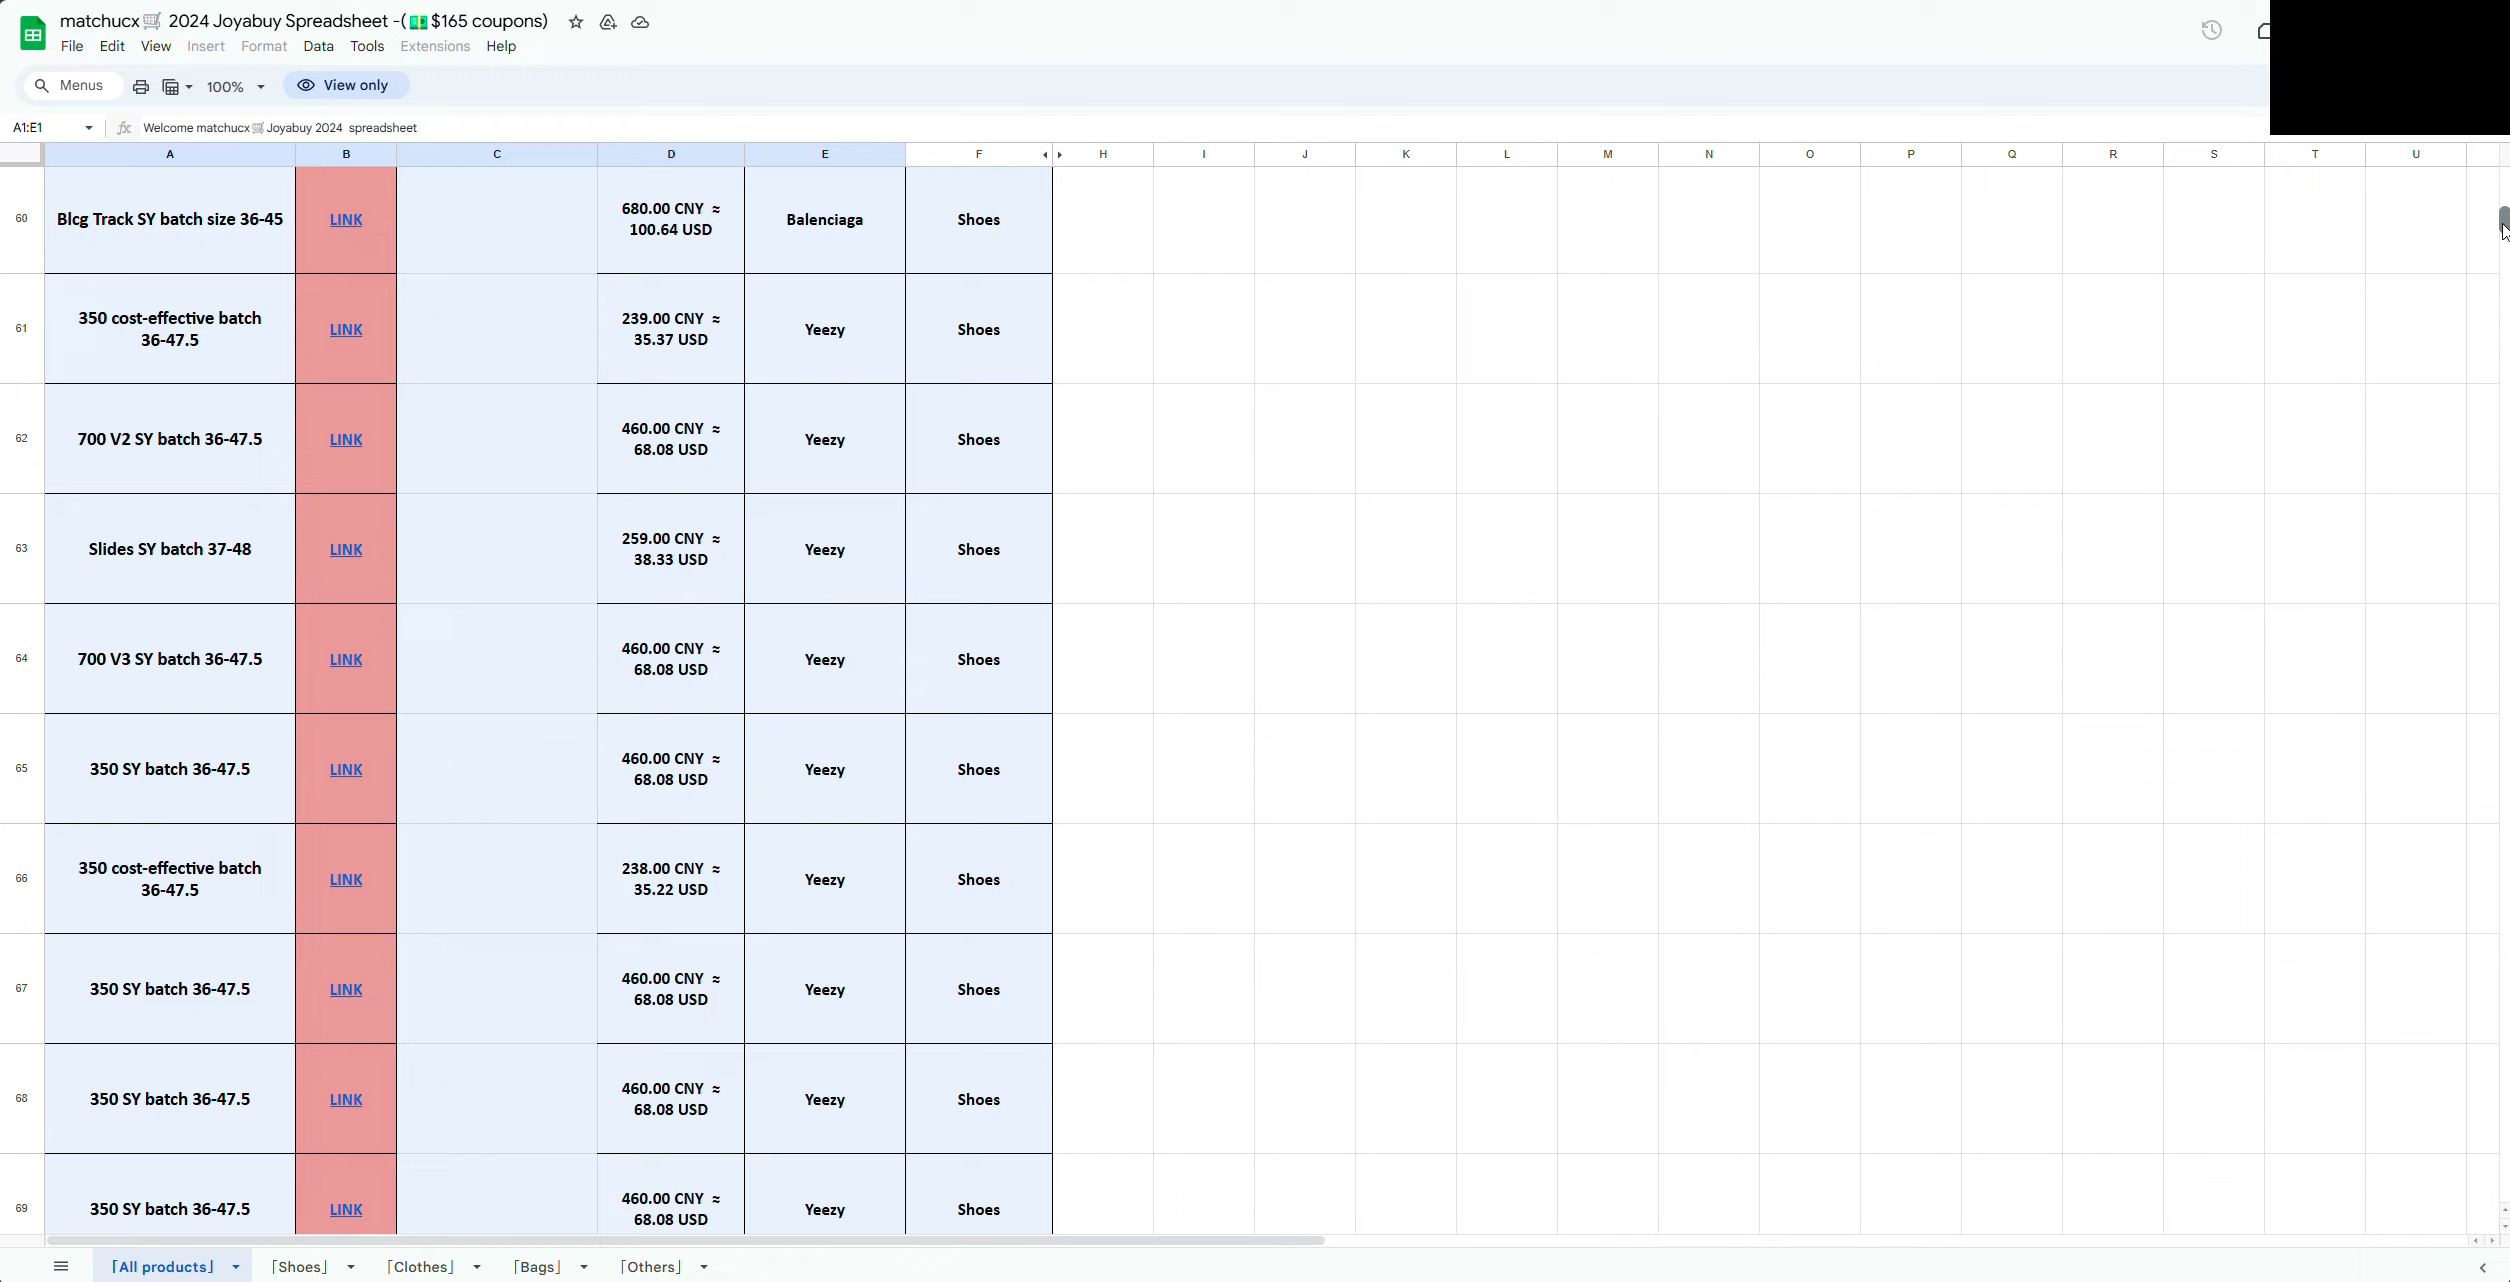 matchucx🛒 2024 Joyabuy Spreadsheet -(💵$165 coupons)
File Edit View Insert Format Data Tools Extensions Help
Menus 100% View only
A1:E1 fx Welcome matchucx🛒Joyabuy 2024 spreadsheet
A B C D E F H I J K L M N O P Q R S T U
60 Blcg Track SY batch size 36-45 LINK 680.00 CNY ≈ Balenciaga Shoes
100.64 USD
61 350 cost-effective batch LINK 239.00 CNY ≈ Yeezy Shoes
36-47.5 35.37 USD
62 700 V2 SY batch 36-47.5 LINK 460.00 CNY ≈ Yeezy Shoes
68.08 USD
63 Slides SY batch 37-48 LINK 259.00 CNY ≈ Yeezy Shoes
38.33 USD
64 700 V3 SY batch 36-47.5 LINK 460.00 CNY ≈ Yeezy Shoes
68.08 USD
65 350 SY batch 36-47.5 LINK 460.00 CNY ≈ Yeezy Shoes
68.08 USD
66 350 cost-effective batch LINK 238.00 CNY ≈ Yeezy Shoes
36-47.5 35.22 USD
67 350 SY batch 36-47.5 LINK 460.00 CNY ≈ Yeezy Shoes
68.08 USD
68 350 SY batch 36-47.5 LINK 460.00 CNY ≈ Yeezy Shoes
68.08 USD
69 350 SY batch 36-47.5 LINK 460.00 CNY ≈ Yeezy Shoes
68.08 USD
「All products」 「Shoes」 「Clothes」 「Bags」 「Others」